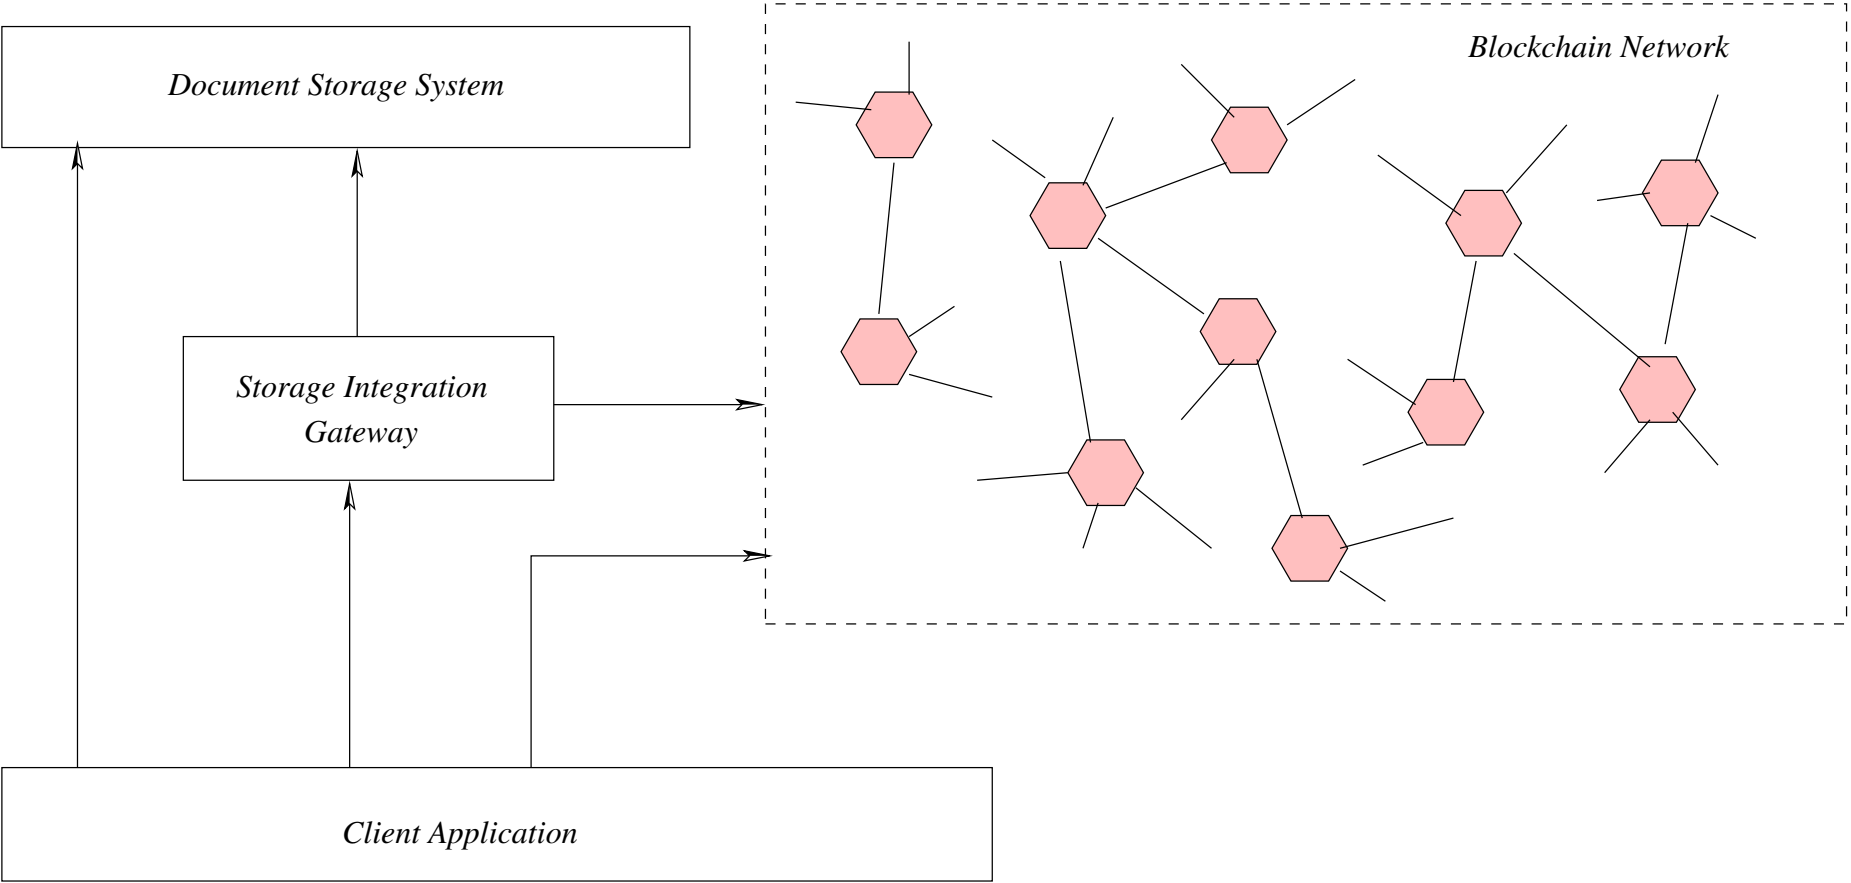 Document Storage System
Blockchain Network
Storage Integration
Gateway
Client Application